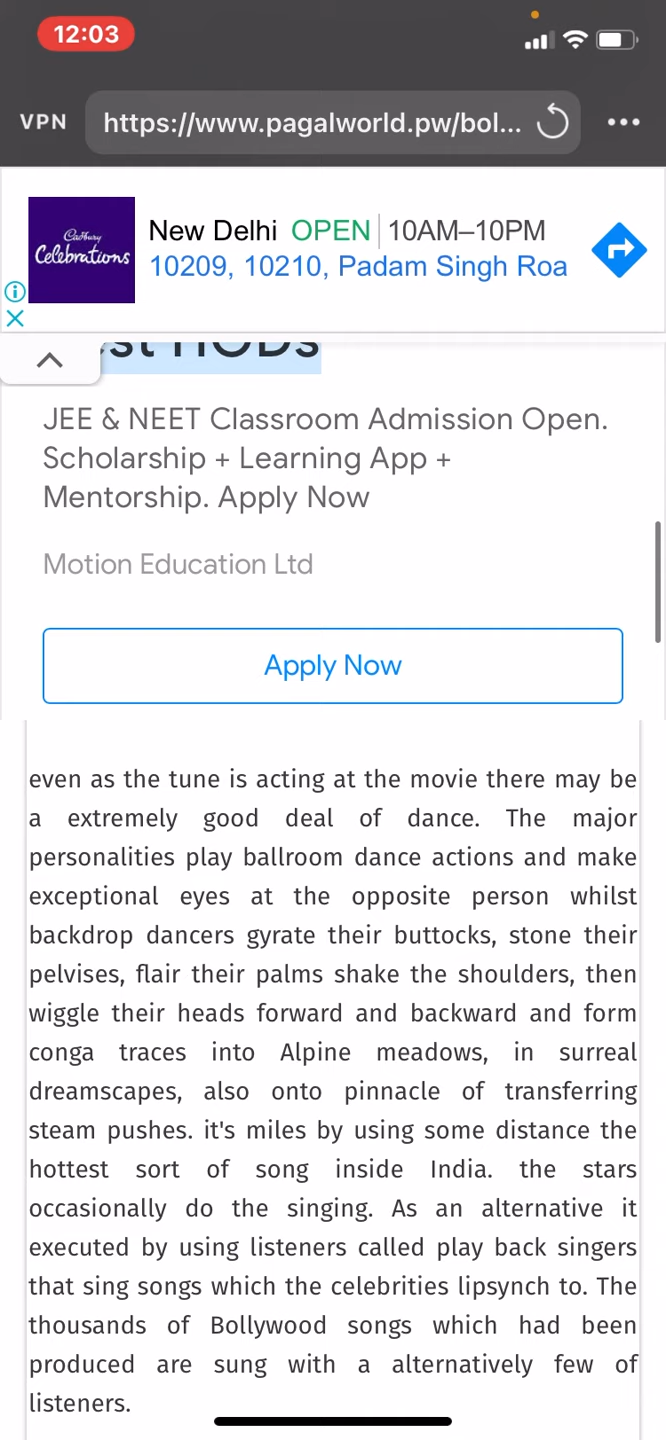 12:03
VPN https://www.pagalworld.pw/bol...
Cadbury
Celebrations
New Delhi OPEN 10AM–10PM
10209, 10210, Padam Singh Roa
JEE & NEET Classroom Admission Open.
Scholarship + Learning App +
Mentorship. Apply Now
Motion Education Ltd
Apply Now
even as the tune is acting at the movie there may be
a extremely good deal of dance. The major
personalities play ballroom dance actions and make
exceptional eyes at the opposite person whilst
backdrop dancers gyrate their buttocks, stone their
pelvises, flair their palms shake the shoulders, then
wiggle their heads forward and backward and form
conga traces into Alpine meadows, in surreal
dreamscapes, also onto pinnacle of transferring
steam pushes. it's miles by using some distance the
hottest sort of song inside India. the stars
occasionally do the singing. As an alternative it
executed by using listeners called play back singers
that sing songs which the celebrities lipsynch to. The
thousands of Bollywood songs which had been
produced are sung with a alternatively few of
listeners.